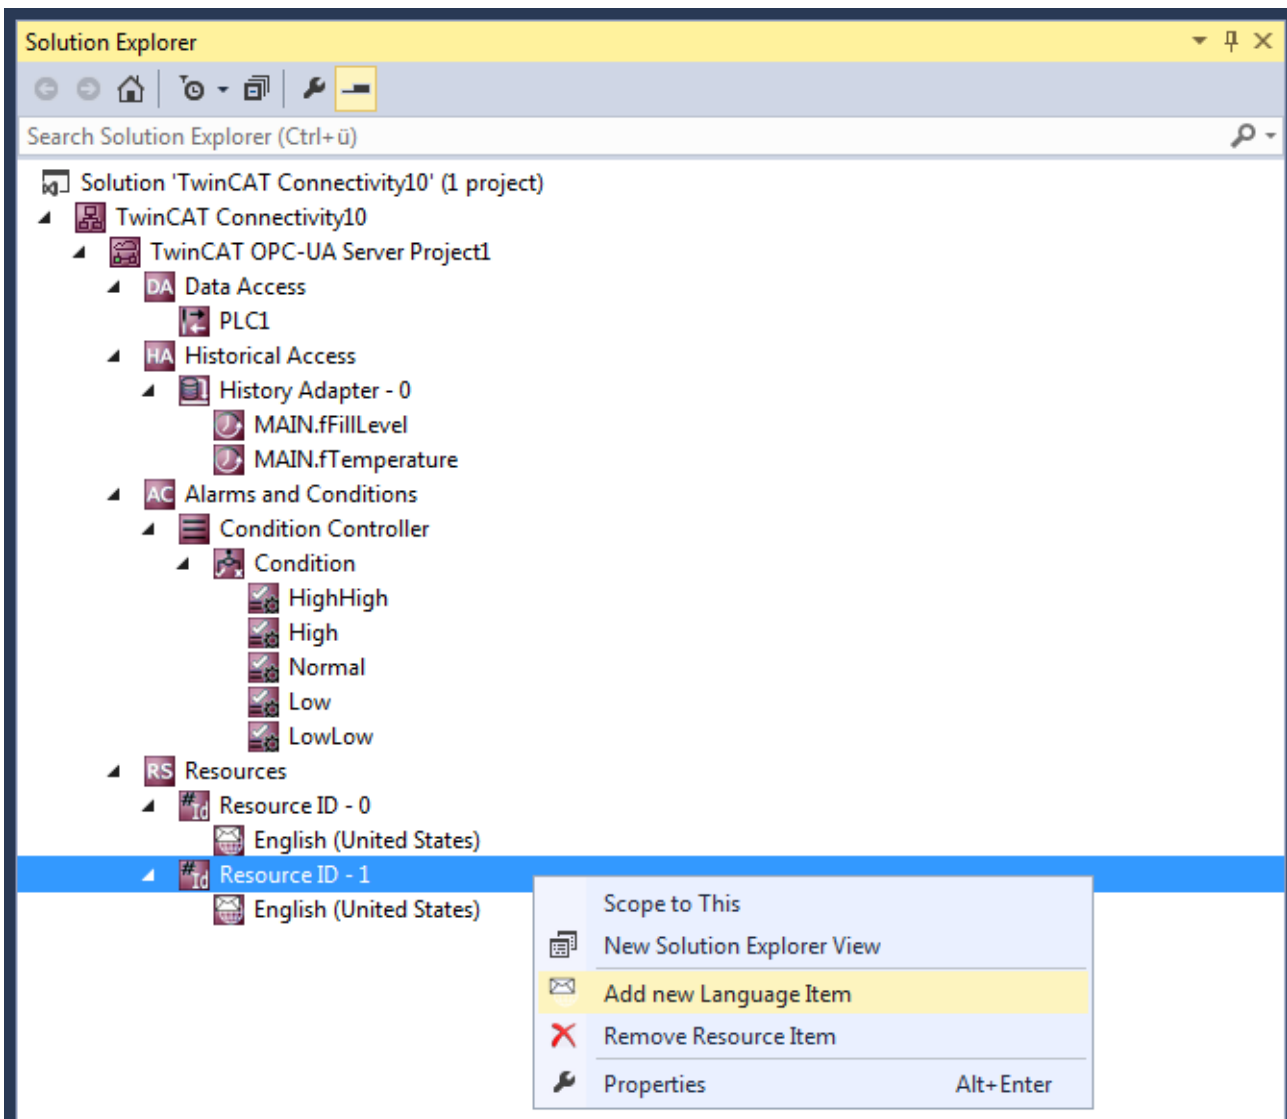 Solution Explorer
Search Solution Explorer (Ctrl+ü)
Solution 'TwinCAT Connectivity10' (1 project)
TwinCAT Connectivity10
TwinCAT OPC-UA Server Project1
DA Data Access
PLC1
HA Historical Access
History Adapter - 0
MAIN.fFillLevel
MAIN.fTemperature
AC Alarms and Conditions
Condition Controller
Condition
HighHigh
High
Normal
Low
LowLow
RS Resources
#Id Resource ID - 0
English (United States)
#Id Resource ID - 1
English (United States)
Scope to This
New Solution Explorer View
Add new Language Item
Remove Resource Item
Properties Alt+Enter